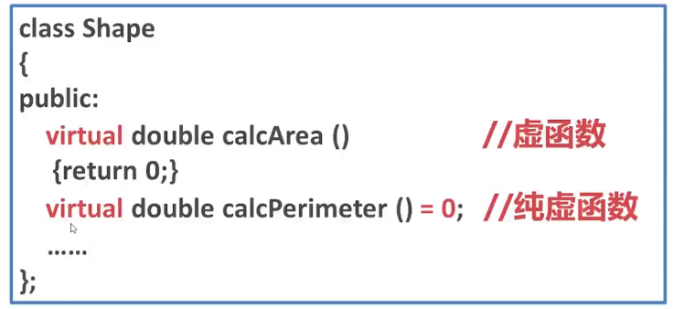 class Shape
{
public:
virtual double calcArea () //虚函数
{return 0;}
virtual double calcPerimeter () = 0; //纯虚函数
……
};